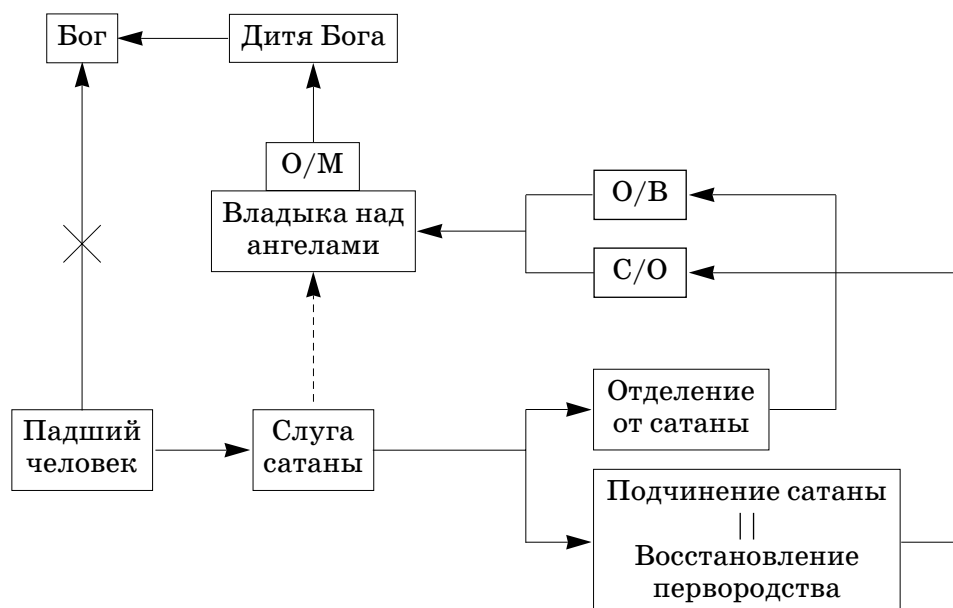 Бог
Дитя Бога
О/М
Владыка над
ангелами
О/В
С/О
Падший
человек
Слуга
сатаны
Отделение
от сатаны
Подчинение сатаны
||
Восстановление
первородства